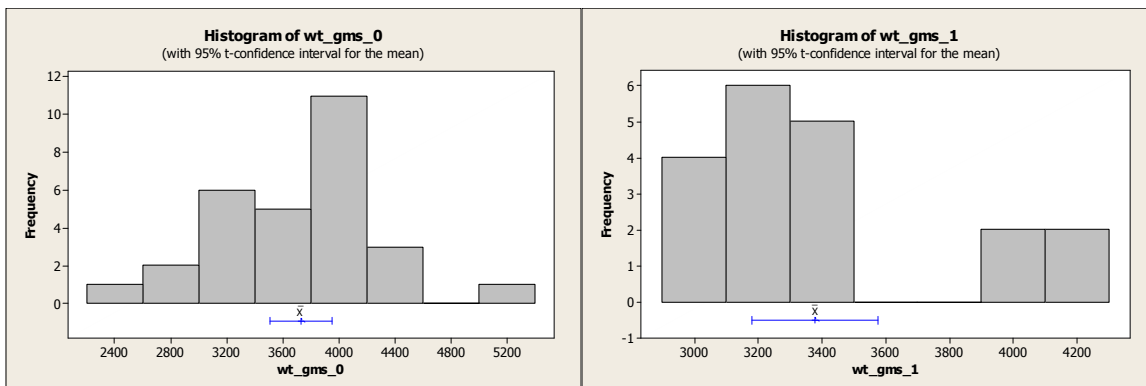 Histogram of wt_gms_0
(with 95% t-confidence interval for the mean)
12
10
8
6
4
2
0
Frequency
X̄
2400 2800 3200 3600 4000 4400 4800 5200
wt_gms_0
Histogram of wt_gms_1
(with 95% t-confidence interval for the mean)
6
5
4
3
2
1
0
-1
Frequency
X̄
3000 3200 3400 3600 3800 4000 4200
wt_gms_1